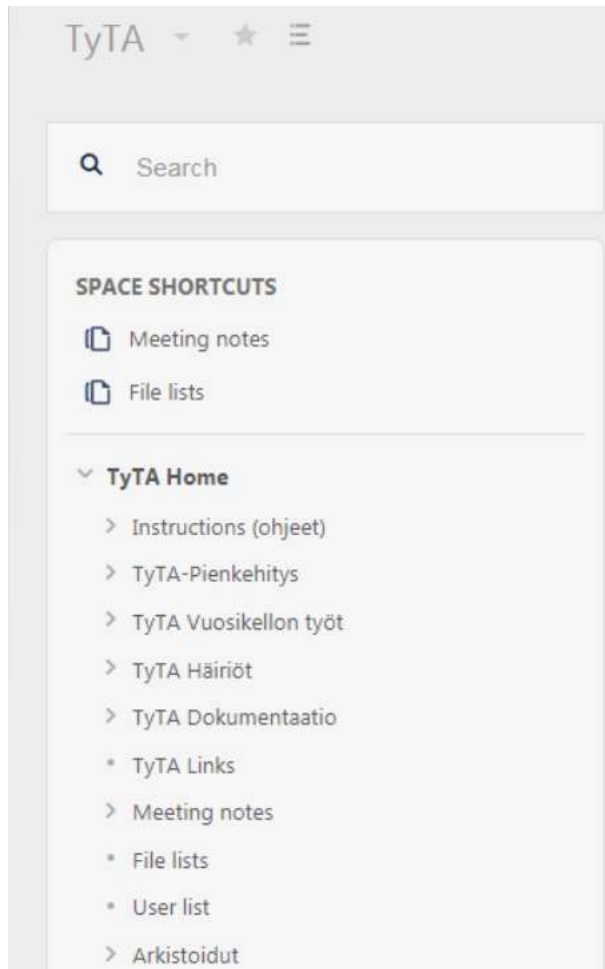 TyTA
Search
SPACE SHORTCUTS
Meeting notes
File lists
TyTA Home
Instructions (ohjeet)
TyTA-Pienkehitys
TyTA Vuosikellon työt
TyTA Häiriöt
TyTA Dokumentaatio
TyTA Links
Meeting notes
File lists
User list
Arkistoidut